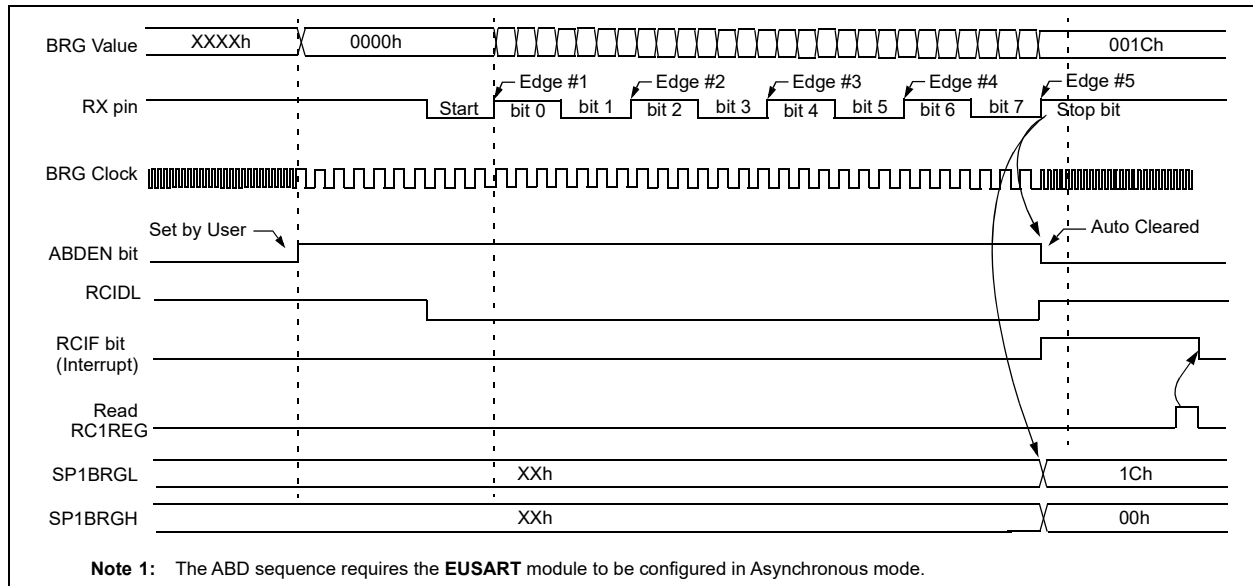 BRG Value XXXXh 0000h 001Ch
Edge #1 Edge #2 Edge #3 Edge #4 Edge #5
RX pin Start bit 0 bit 1 bit 2 bit 3 bit 4 bit 5 bit 6 bit 7 Stop bit
BRG Clock
Set by User Auto Cleared
ABDEN bit
RCIDL
RCIF bit
(Interrupt)
Read
RC1REG
SP1BRGL XXh 1Ch
SP1BRGH XXh 00h
Note 1: The ABD sequence requires the EUSART module to be configured in Asynchronous mode.